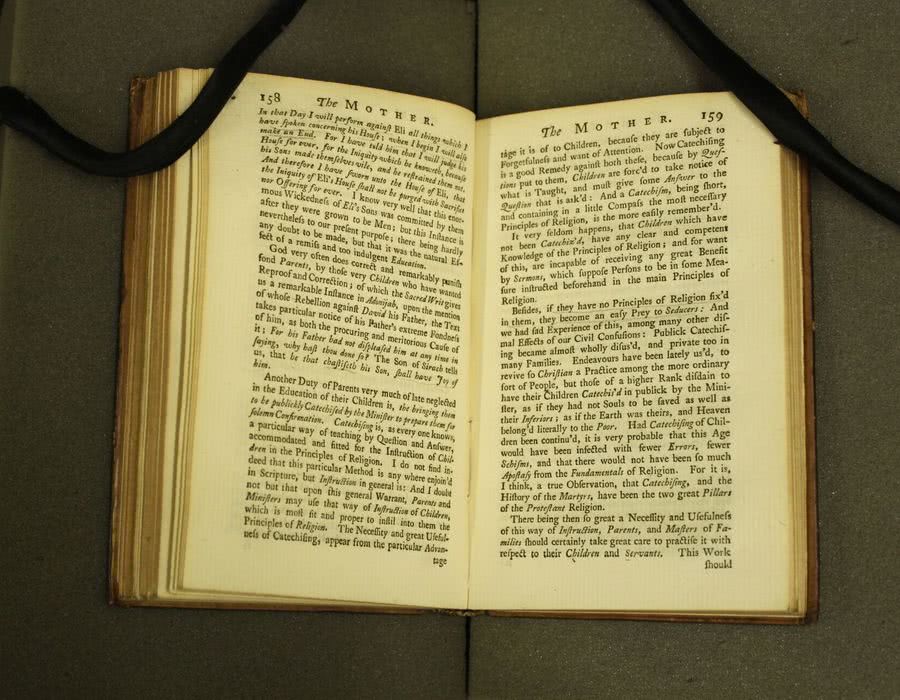 158
The MOTHER.
In that Day I will perform againſt Eli all things which I
have ſpoken concerning his Houſe; when I begin I will alſo
make an End. For I have told him that I will judge his
Houſe for ever, for the Iniquity which he knoweth, becauſe
his Sons made themſelves vile, and he reſtrained them not.
And therefore I have ſworn unto the Houſe of Eli, that
the Iniquity of Eli's Houſe ſhall not be purged with Sacrifice
nor Offering for ever. I know very well that this enor-
mous Wickedneſs of Eli's Sons was committed by them
after they were grown to be Men; but this Inſtance is
nevertheleſs to our preſent purpoſe; there being hardly
any doubt to be made, but that it was the natural Ef-
fect of a remiſs and too indulgent Education.
God very often does correct and remarkably puniſh
fond Parents, by thoſe very Children who have wanted
Reproof and Correction; of which the Sacred Writ gives
us a remarkable Inſtance in Adonijah, upon the mention
of whoſe Rebellion againſt David his Father, the Text
takes particular notice of his Father's extreme Fondneſs
of him, as both the procuring and meritorious Cauſe of
it; For his Father had not diſpleaſed him at any time in
ſaying, why haſt thou done ſo? The Son of Sirach tells
us, that he that chaſtiſeth his Son, ſhall have Joy of
him.
Another Duty of Parents very much of late neglected
in the Education of their Children is, the bringing them
to be publickly Catechiſed by the Miniſter to prepare them for
ſolemn Confirmation. Catechiſing is, as every one knows,
a particular way of teaching by Queſtion and Anſwer,
accommodated and fitted for the Inſtruction of Chil-
dren in the Principles of Religion. I do not find in-
deed that this particular Method is any where enjoin'd
in Scripture, but Inſtruction in general is: And I doubt
not but that upon this general Warrant, Parents and
Miniſters may uſe that way of Inſtruction of Children,
which is moſt fit and proper to inſtil into them the
Principles of Religion. The Neceſſity and great Uſeful-
neſs of Catechiſing, appear from the particular Advan-
tage
The MOTHER.
159
tage it is of to Children, becauſe they are ſubject to
Forgetfulneſs and want of Attention. Now Catechiſing
is a good Remedy againſt both theſe, becauſe by Queſ-
tions put to them, Children are forc'd to take notice of
what is Taught, and muſt give ſome Anſwer to the
Queſtion that is ask'd: And a Catechiſm, being ſhort,
and containing in a little Compaſs the moſt neceſſary
Principles of Religion, is the more eaſily remember'd.
It very ſeldom happens, that Children which have
not been Catechiz'd, have any clear and competent
Knowledge of the Principles of Religion; and for want
of this, are incapable of receiving any great Benefit
by Sermons, which ſuppoſe Perſons to be in ſome Mea-
ſure inſtructed beforehand in the main Principles of
Religion.
Beſides, if they have no Principles of Religion fix'd
in them, they become an eaſy Prey to Seducers: And
we had ſad Experience of this, among many other diſ-
mal Effects of our Civil Confuſions: Publick Catechiſ-
ing became almoſt wholly diſus'd, and private too in
many Families. Endeavours have been lately us'd, to
revive ſo Chriſtian a Practice among the more ordinary
ſort of People, but thoſe of a higher Rank diſdain to
have their Children Catechis'd in publick by the Mini-
ſter, as if they had not Souls to be ſaved as well as
their Inferiors; as if the Earth was theirs, and Heaven
belong'd literally to the Poor. Had Catechiſing of Chil-
dren been continu'd, it is very probable that this Age
would have been infected with fewer Errors, fewer
Schiſms, and that there would not have been ſo much
Apoſtaſy from the Fundamentals of Religion. For it is,
I think, a true Obſervation, that Catechiſing, and the
Hiſtory of the Martyrs, have been the two great Pillars
of the Proteſtant Religion.
There being then ſo great a Neceſſity and Uſefulneſs
of this way of Inſtruction, Parents, and Maſters of Fa-
milies ſhould certainly take great care to practiſe it with
reſpect to their Children and Servants. This Work
ſhould